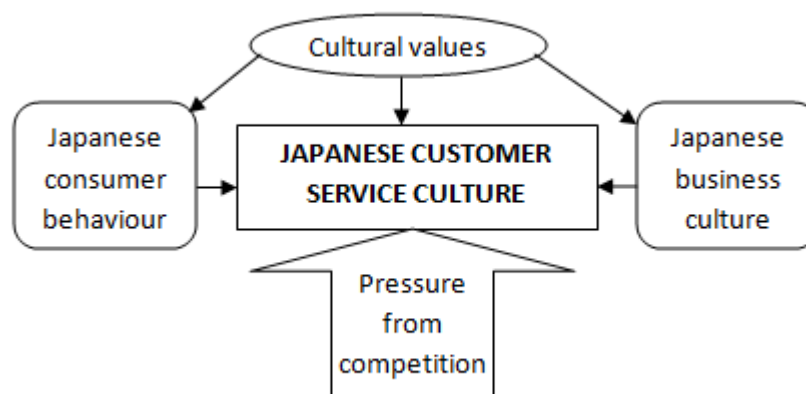 Cultural values
Japanese
consumer
behaviour
JAPANESE CUSTOMER
SERVICE CULTURE
Japanese
business
culture
Pressure
from
competition